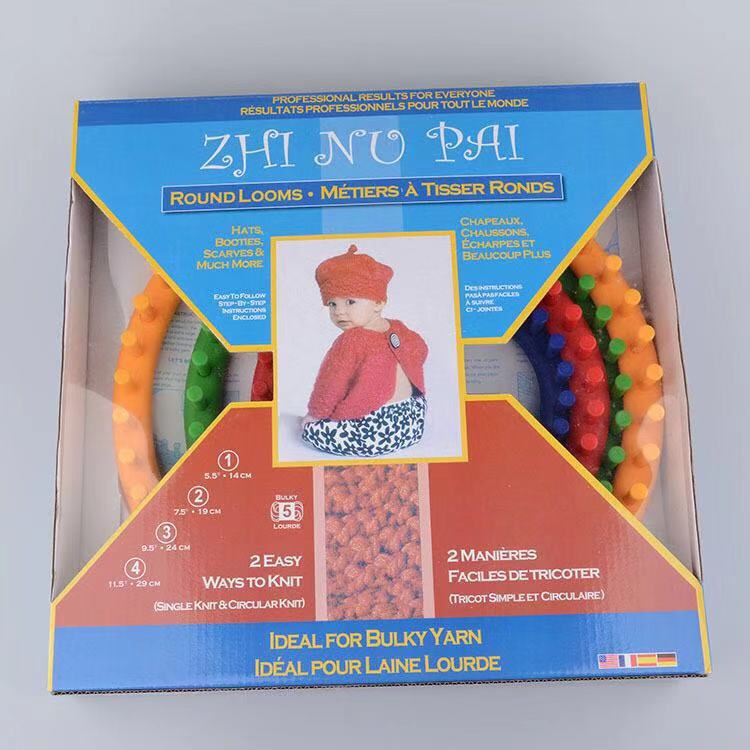 PROFESSIONAL RESULTS FOR EVERYONE
RÉSULTATS PROFESSIONNELS POUR TOUT LE MONDE
ZHI NU PAI
ROUND LOOMS • MÉTIERS À TISSER RONDS
HATS,
BOOTIES,
SCARVES &
MUCH MORE
CHAPEAUX,
CHAUSSONS,
ÉCHARPES ET
BEAUCOUP PLUS
EASY TO FOLLOW
STEP-BY-STEP
INSTRUCTIONS
ENCLOSED
DES INSTRUCTIONS
PAS À PAS FACILES
À SUIVRE
CI-JOINTES
1
5.5" • 14 CM
2
7.5" • 19 CM
3
9.5" • 24 CM
4
11.5" • 29 CM
BULKY
5
LOURDE
2 EASY
WAYS TO KNIT
(SINGLE KNIT & CIRCULAR KNIT)
2 MANIÈRES
FACILES DE TRICOTER
(TRICOT SIMPLE ET CIRCULAIRE)
IDEAL FOR BULKY YARN
IDÉAL POUR LAINE LOURDE